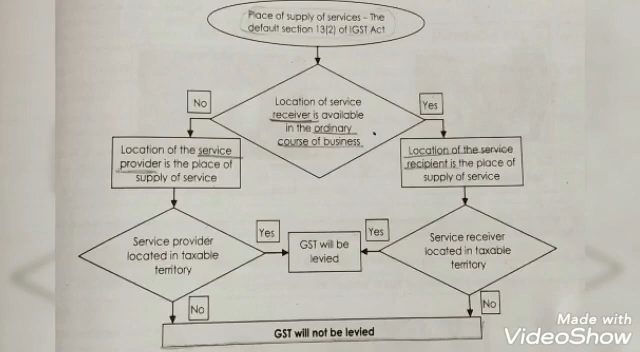 Place of supply of services – The
default section 13(2) of IGST Act
No
Location of service
receiver is available
in the ordinary
course of business
Yes
Location of the service
provider is the place of
supply of service
Location of the service
recipient is the place of
supply of service
Service provider
located in taxable
territory
Yes
GST will be
levied
Yes
Service receiver
located in taxable
territory
No
No
GST will not be levied
Made with
VideoShow